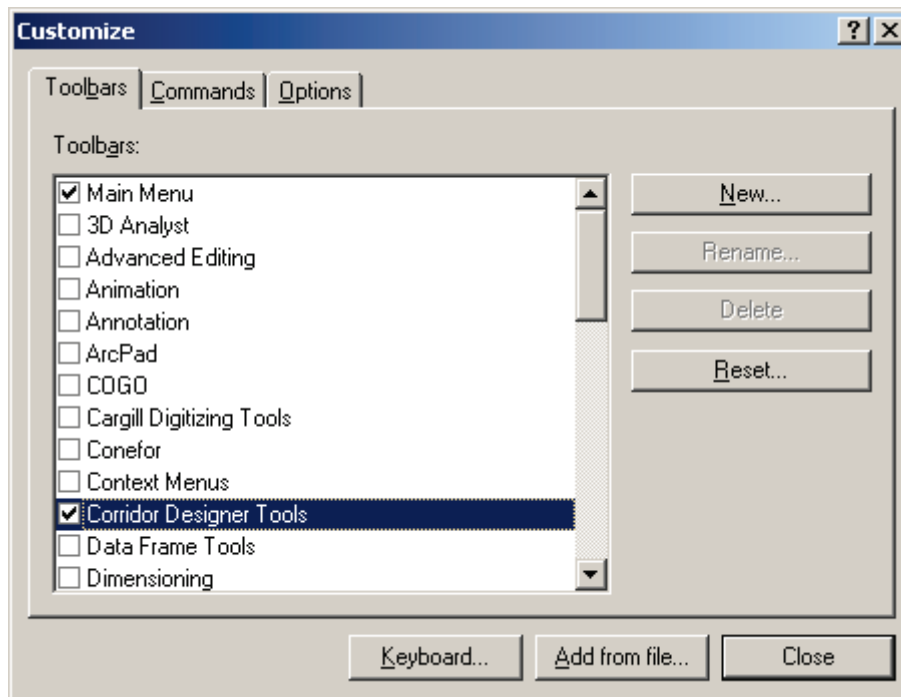 Customize
Toolbars Commands Options
Toolbars:
Main Menu
3D Analyst
Advanced Editing
Animation
Annotation
ArcPad
COGO
Cargill Digitizing Tools
Conefor
Context Menus
Corridor Designer Tools
Data Frame Tools
Dimensioning
New...
Rename...
Delete
Reset...
Keyboard... Add from file... Close